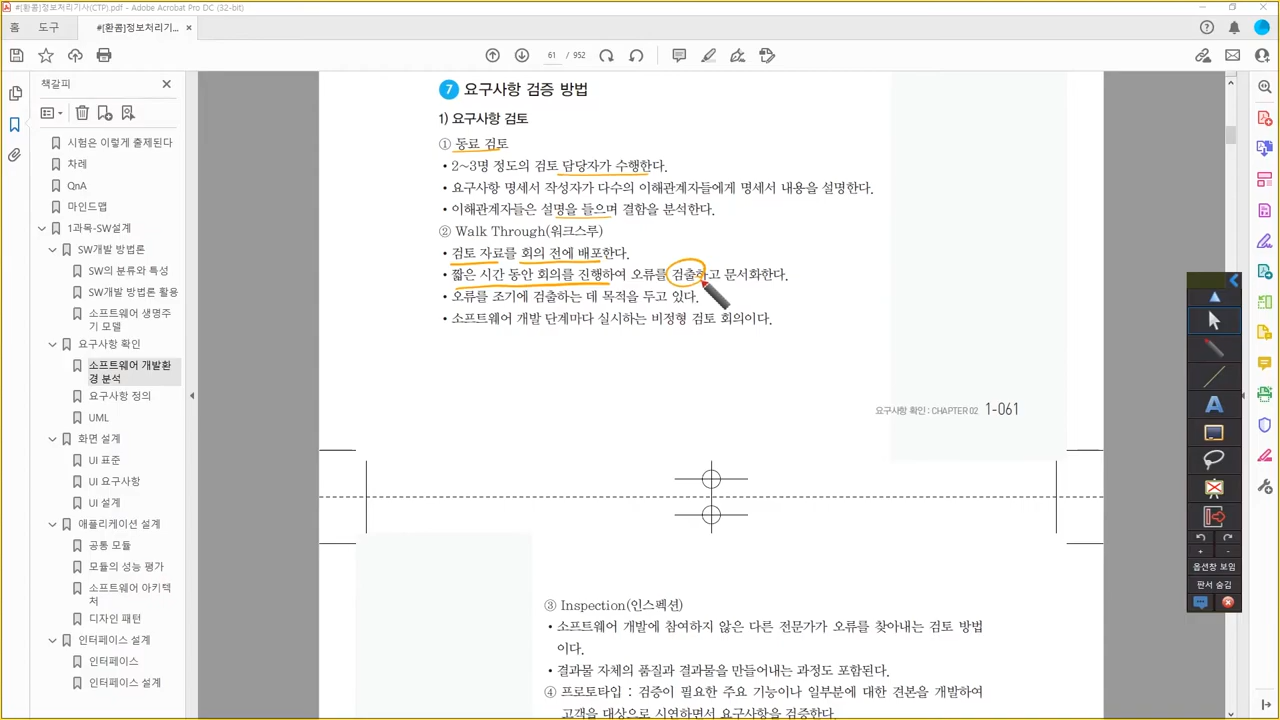 #[환콤]정보처리기사(CTP).pdf - Adobe Acrobat Pro DC (32-bit)
홈 도구 #[환콤]정보처리기... ×
61 / 952
책갈피
시험은 이렇게 출제된다
차례
QnA
마인드맵
1과목-SW설계
SW개발 방법론
SW의 분류와 특성
SW개발 방법론 활용
소프트웨어 생명주
기 모델
요구사항 확인
소프트웨어 개발환
경 분석
요구사항 정의
UML
화면 설계
UI 표준
UI 요구사항
UI 설계
애플리케이션 설계
공통 모듈
모듈의 성능 평가
소프트웨어 아키텍
처
디자인 패턴
인터페이스 설계
인터페이스
인터페이스 설계
7 요구사항 검증 방법
1) 요구사항 검토
① 동료 검토
• 2~3명 정도의 검토 담당자가 수행한다.
• 요구사항 명세서 작성자가 다수의 이해관계자들에게 명세서 내용을 설명한다.
• 이해관계자들은 설명을 들으며 결함을 분석한다.
② Walk Through(워크스루)
• 검토 자료를 회의 전에 배포한다.
• 짧은 시간 동안 회의를 진행하여 오류를 검출하고 문서화한다.
• 오류를 조기에 검출하는 데 목적을 두고 있다.
• 소프트웨어 개발 단계마다 실시하는 비정형 검토 회의이다.
요구사항 확인 : CHAPTER 02 1-061
③ Inspection(인스펙션)
• 소프트웨어 개발에 참여하지 않은 다른 전문가가 오류를 찾아내는 검토 방법
이다.
• 결과물 자체의 품질과 결과물을 만들어내는 과정도 포함된다.
④ 프로토타입 : 검증이 필요한 주요 기능이나 일부분에 대한 견본을 개발하여
고객을 대상으로 시연하면서 요구사항을 검증한다.
A
+ -
옵션창 보임
판서 숨김